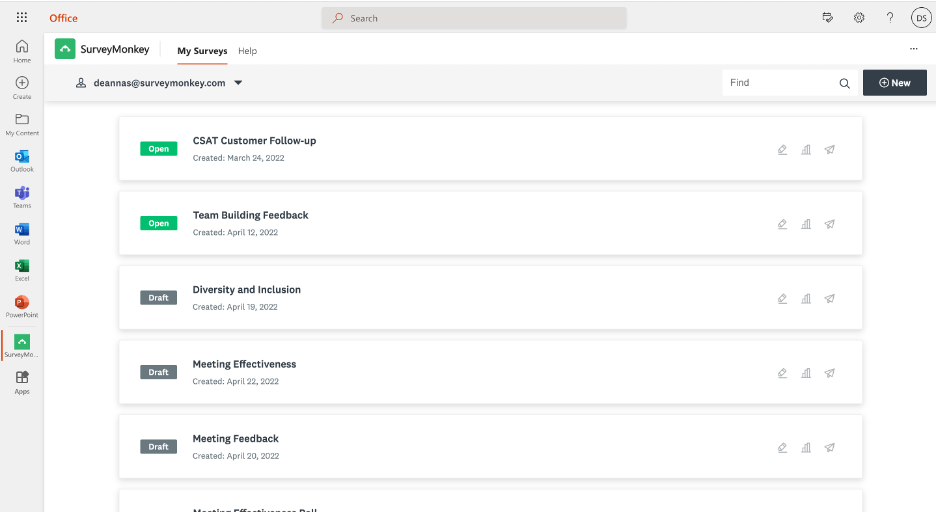 Office
Search
DS
Home
Create
My Content
Outlook
Teams
Word
Excel
PowerPoint
SurveyMo...
Apps
SurveyMonkey
My Surveys
Help
...
deannas@surveymonkey.com
Find
New
Open
CSAT Customer Follow-up
Created: March 24, 2022
Open
Team Building Feedback
Created: April 12, 2022
Draft
Diversity and Inclusion
Created: April 19, 2022
Draft
Meeting Effectiveness
Created: April 22, 2022
Draft
Meeting Feedback
Created: April 20, 2022
Meeting Effectiveness Poll